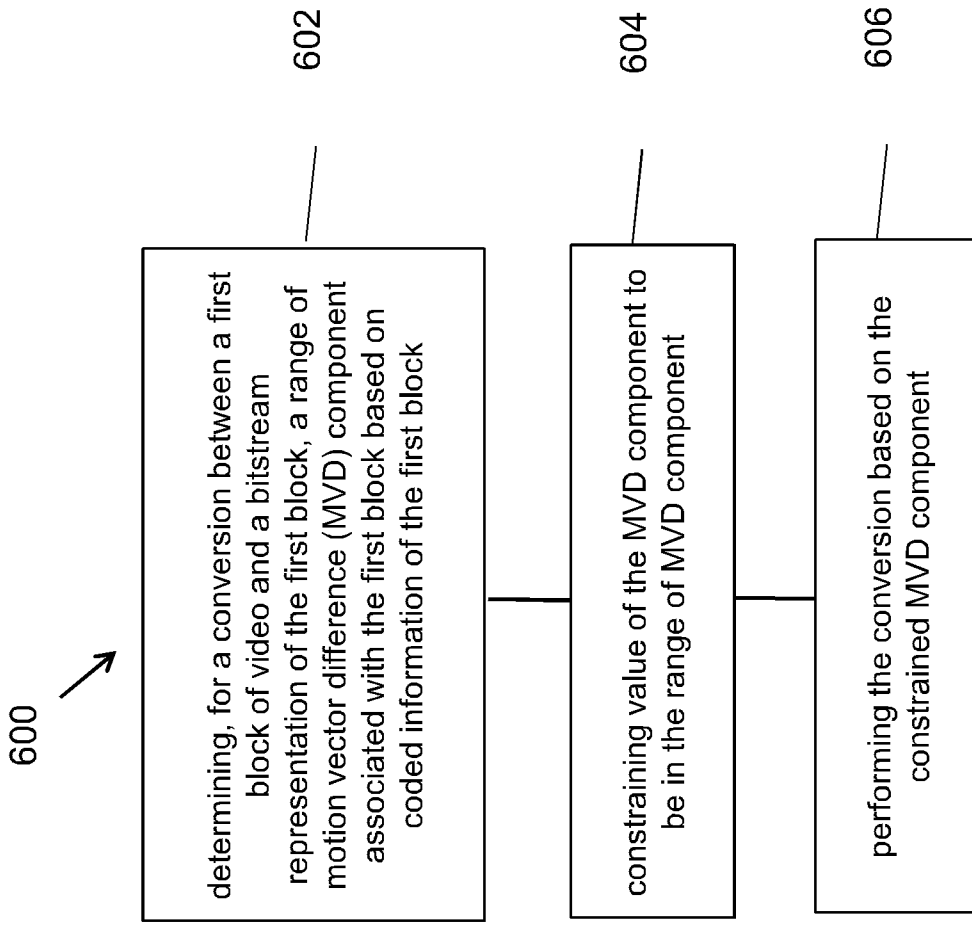 600
determining, for a conversion between a first
block of video and a bitstream
representation of the first block, a range of
motion vector difference (MVD) component
associated with the first block based on
coded information of the first block
602
constraining value of the MVD component to
be in the range of MVD component
604
performing the conversion based on the
constrained MVD component
606